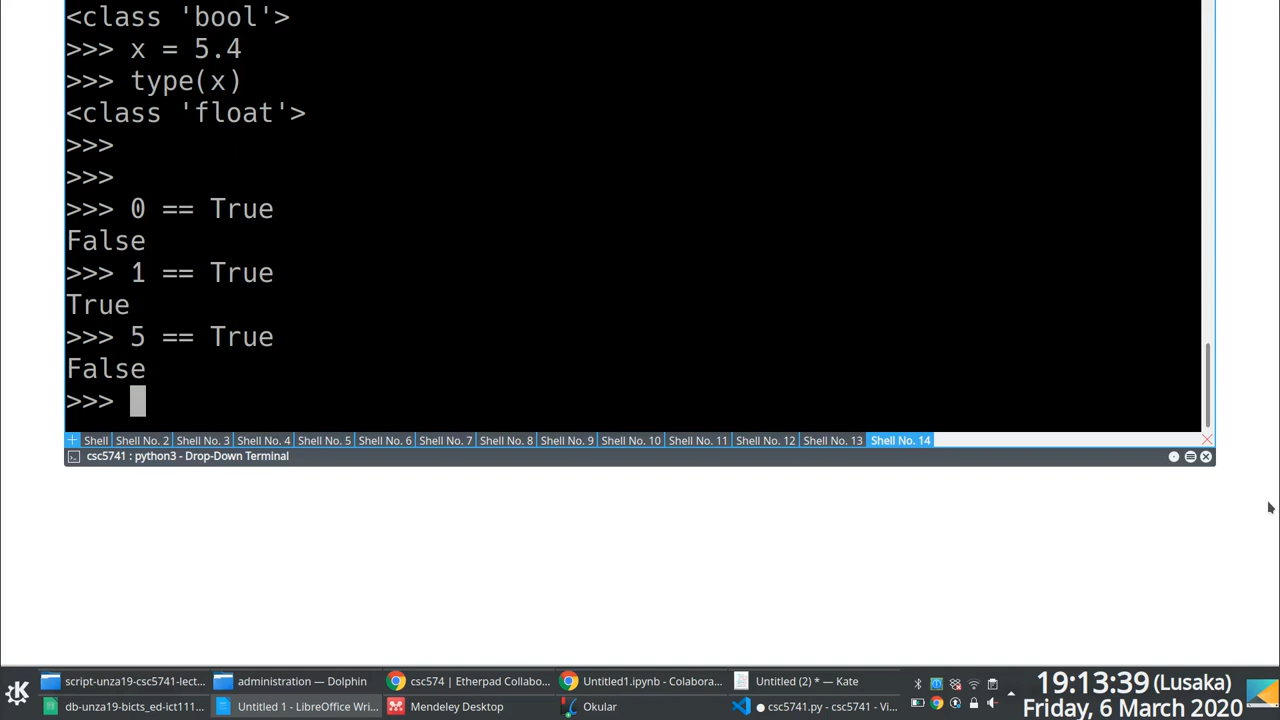 <class 'bool'>
>>> x = 5.4
>>> type(x)
<class 'float'>
>>>
>>>
>>> 0 == True
False
>>> 1 == True
True
>>> 5 == True
False
>>>
+ Shell Shell No. 2 Shell No. 3 Shell No. 4 Shell No. 5 Shell No. 6 Shell No. 7 Shell No. 8 Shell No. 9 Shell No. 10 Shell No. 11 Shell No. 12 Shell No. 13 Shell No. 14
csc5741 : python3 - Drop-Down Terminal
script-unza19-csc5741-lect... administration — Dolphin csc574 | Etherpad Collabo... Untitled1.ipynb - Colabora... Untitled (2) * — Kate
db-unza19-bicts_ed-ict111... Untitled 1 - LibreOffice Wri... Mendeley Desktop Okular ● csc5741.py - csc5741 - Vi...
19:13:39 (Lusaka)
Friday, 6 March 2020